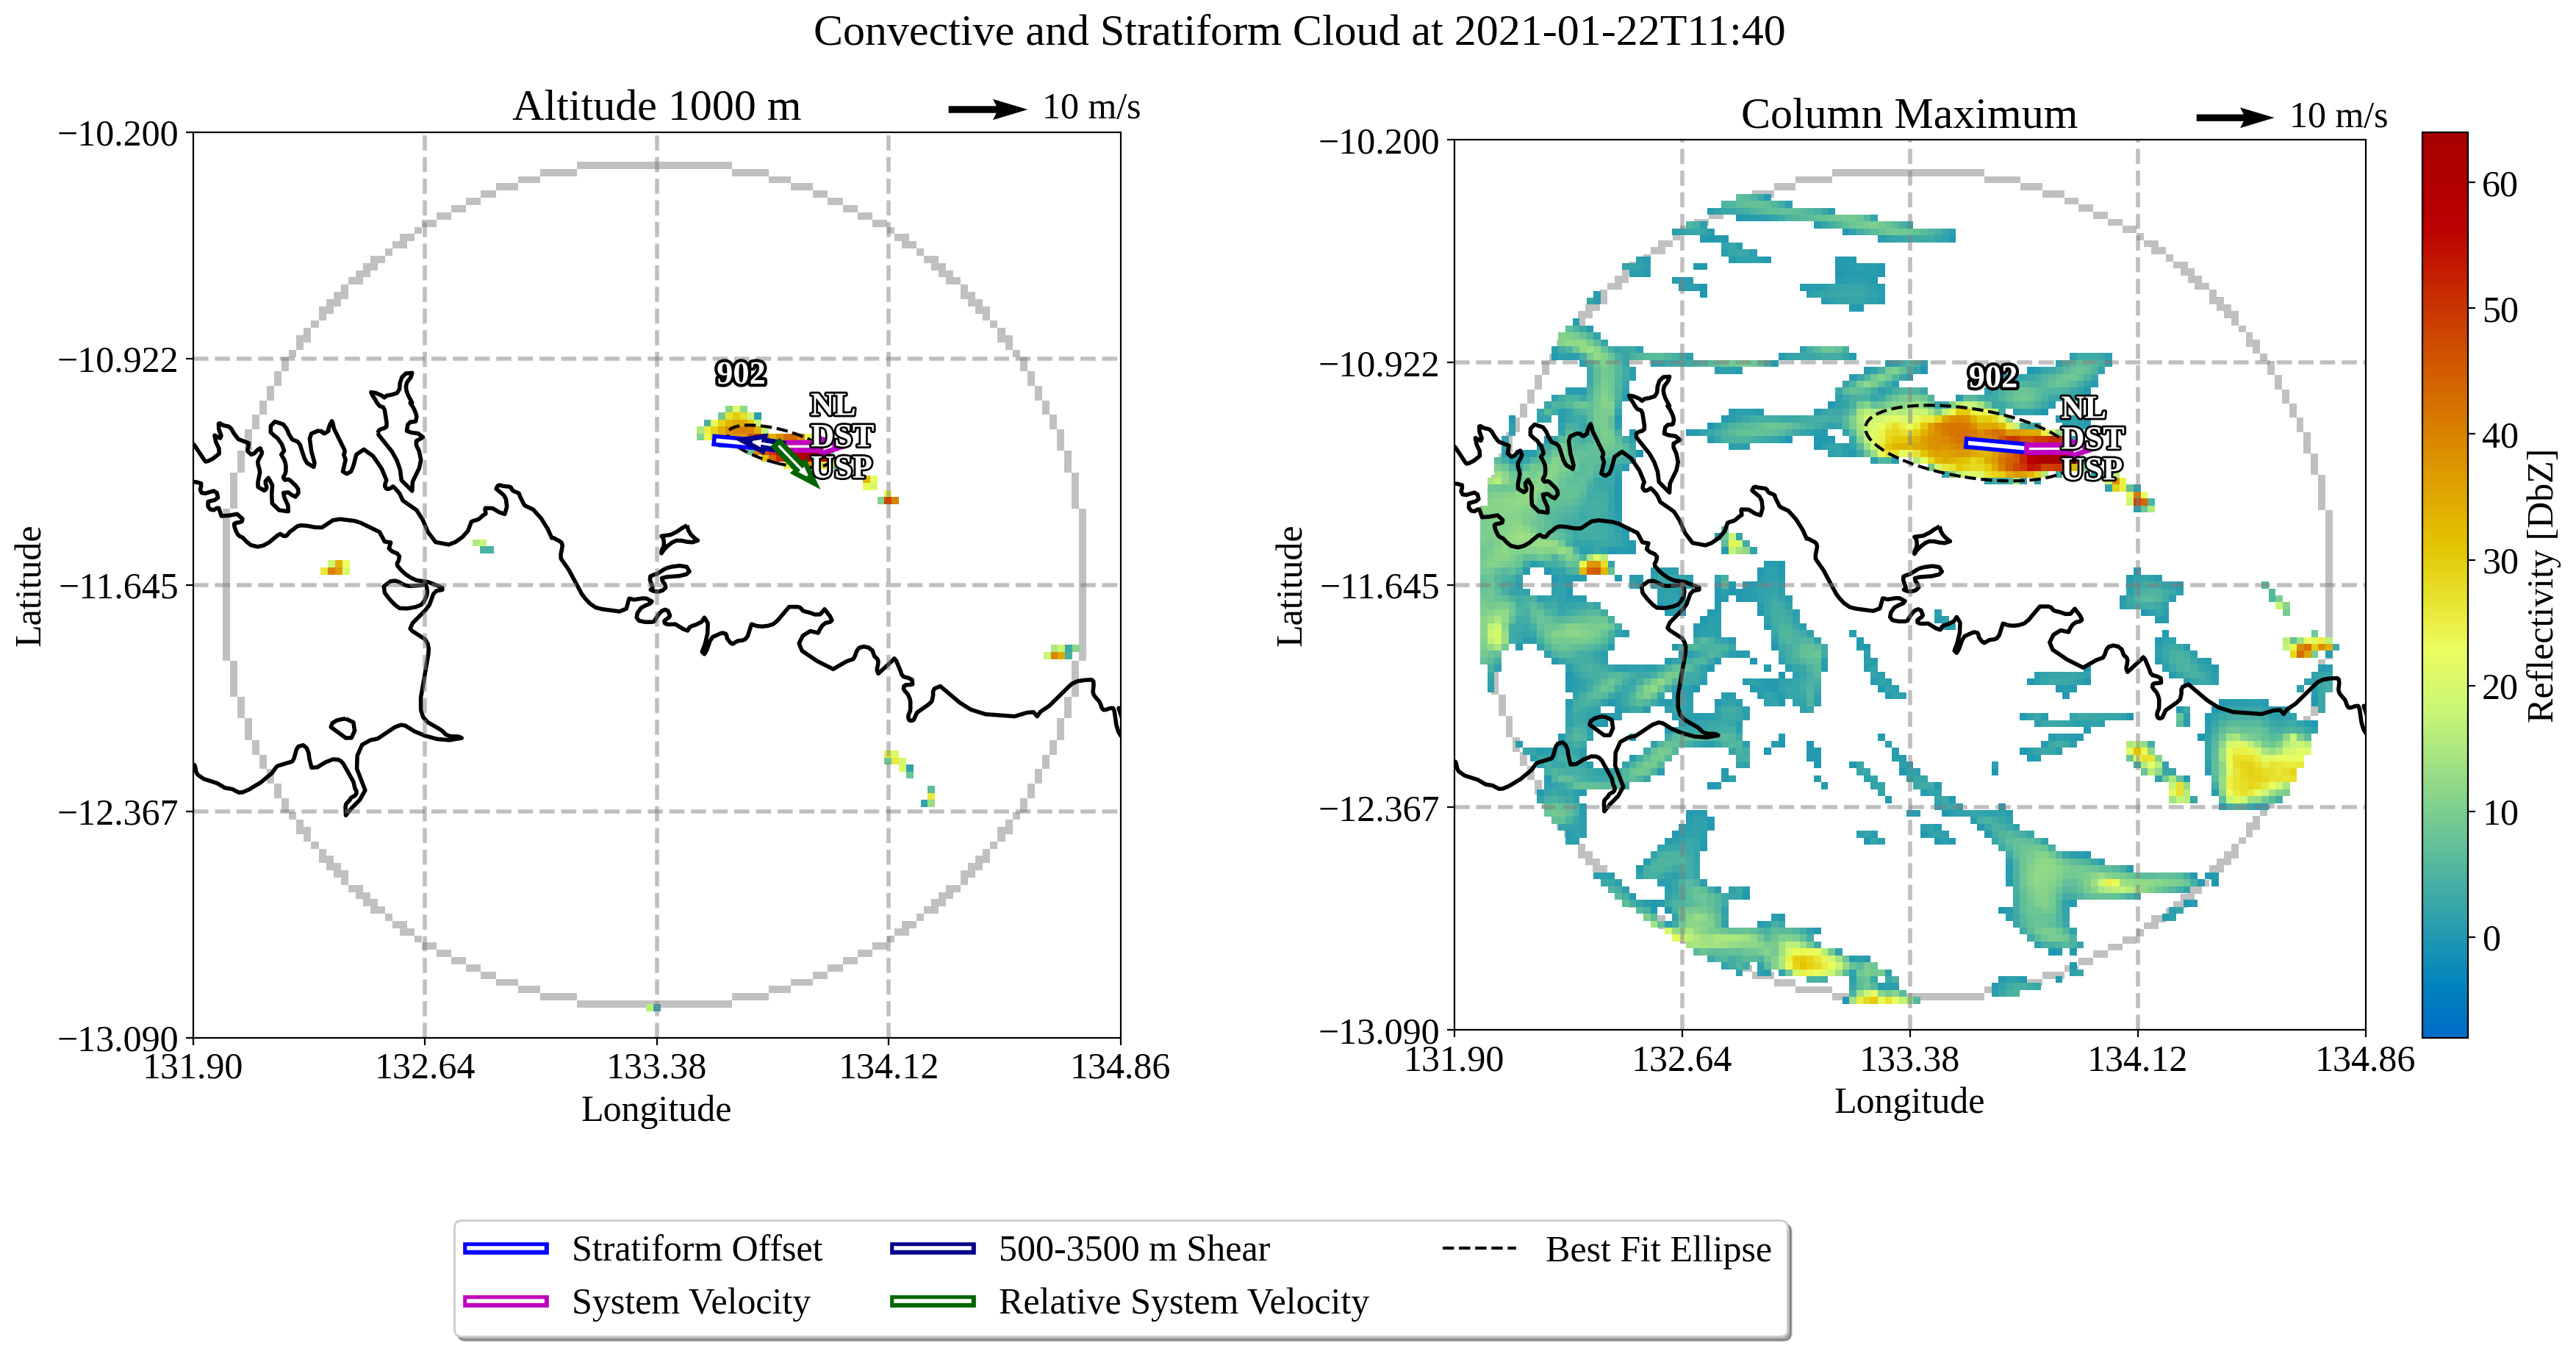 Convective and Stratiform Cloud at 2021-01-22T11:40
Altitude 1000 m
10 m/s
−10.200
−10.922
−11.645
−12.367
−13.090
Latitude
131.90
132.64
133.38
134.12
134.86
Longitude
902
NL
DST
USP
Column Maximum
10 m/s
−10.200
−10.922
−11.645
−12.367
−13.090
Latitude
131.90
132.64
133.38
134.12
134.86
Longitude
902
NL
DST
USP
60
50
40
30
20
10
0
Reflectivity [DbZ]
Stratiform Offset
System Velocity
500-3500 m Shear
Relative System Velocity
Best Fit Ellipse